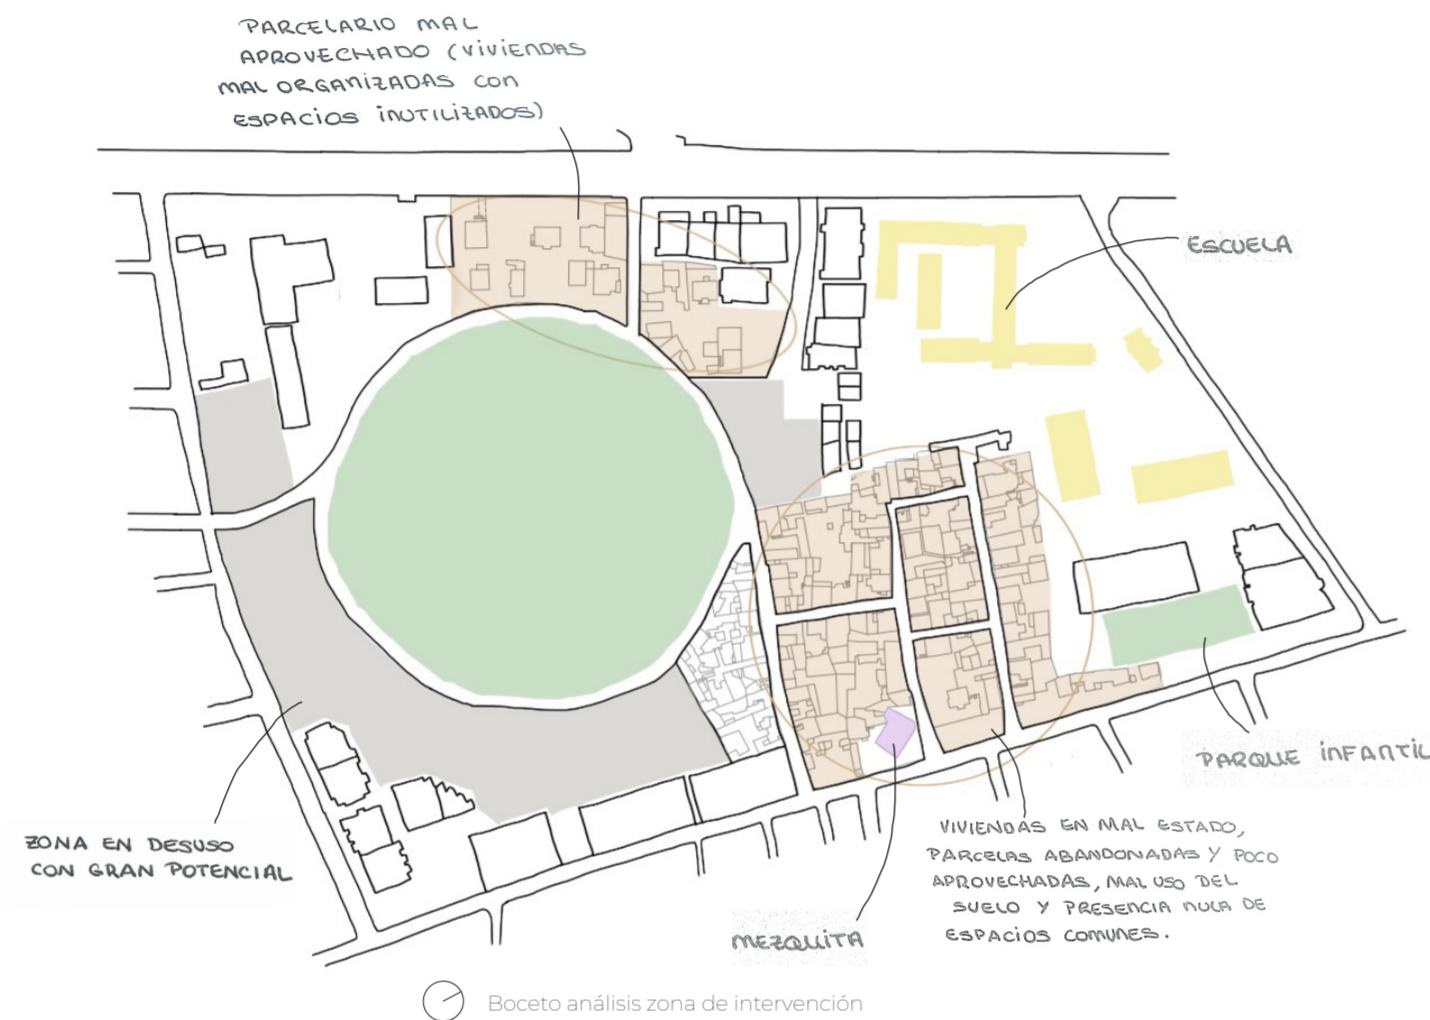 PARCELARIO MAL
APROVECHADO (VIVIENDAS
MAL ORGANIZADAS CON
ESPACIOS INUTILIZADOS)
ESCUELA
PARQUE INFANTIL
ZONA EN DESUSO
CON GRAN POTENCIAL
VIVIENDAS EN MAL ESTADO,
PARCELAS ABANDONADAS Y POCO
APROVECHADAS, MAL USO DEL
SUELO Y PRESENCIA NULA DE
ESPACIOS COMUNES.
MEZQUITA
Boceto análisis zona de intervención